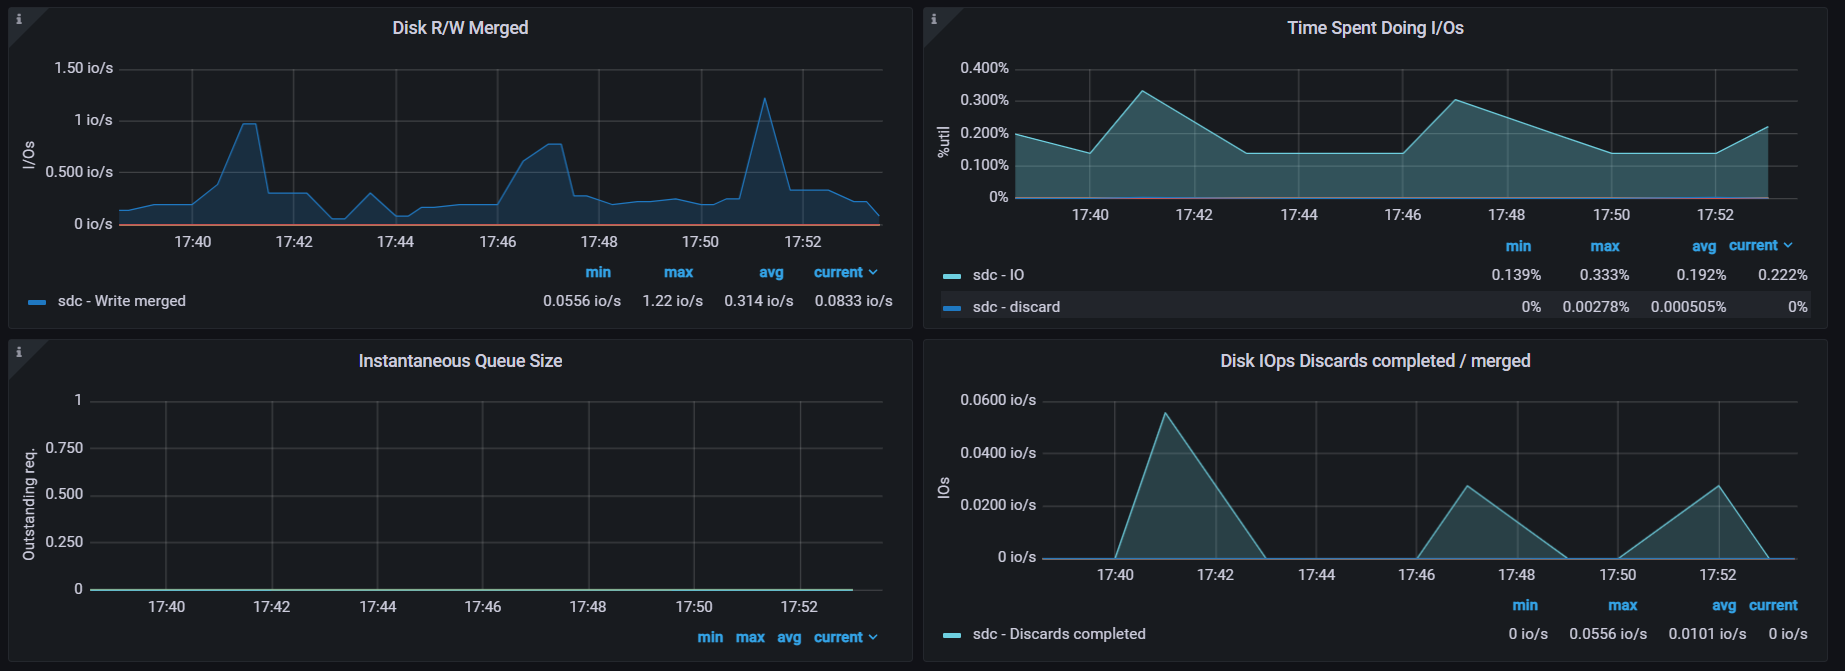 Disk R/W Merged
1.50 io/s
1 io/s
0.500 io/s
0 io/s
I/Os
17:40 17:42 17:44 17:46 17:48 17:50 17:52
min max avg current
sdc - Write merged 0.0556 io/s 1.22 io/s 0.314 io/s 0.0833 io/s
Time Spent Doing I/Os
0.400%
0.300%
0.200%
0.100%
0%
%util
17:40 17:42 17:44 17:46 17:48 17:50 17:52
min max avg current
sdc - IO 0.139% 0.333% 0.192% 0.222%
sdc - discard 0% 0.00278% 0.000505% 0%
Instantaneous Queue Size
1
0.750
0.500
0.250
0
Outstanding req.
17:40 17:42 17:44 17:46 17:48 17:50 17:52
min max avg current
Disk IOps Discards completed / merged
0.0600 io/s
0.0400 io/s
0.0200 io/s
0 io/s
IOs
17:40 17:42 17:44 17:46 17:48 17:50 17:52
min max avg current
sdc - Discards completed 0 io/s 0.0556 io/s 0.0101 io/s 0 io/s